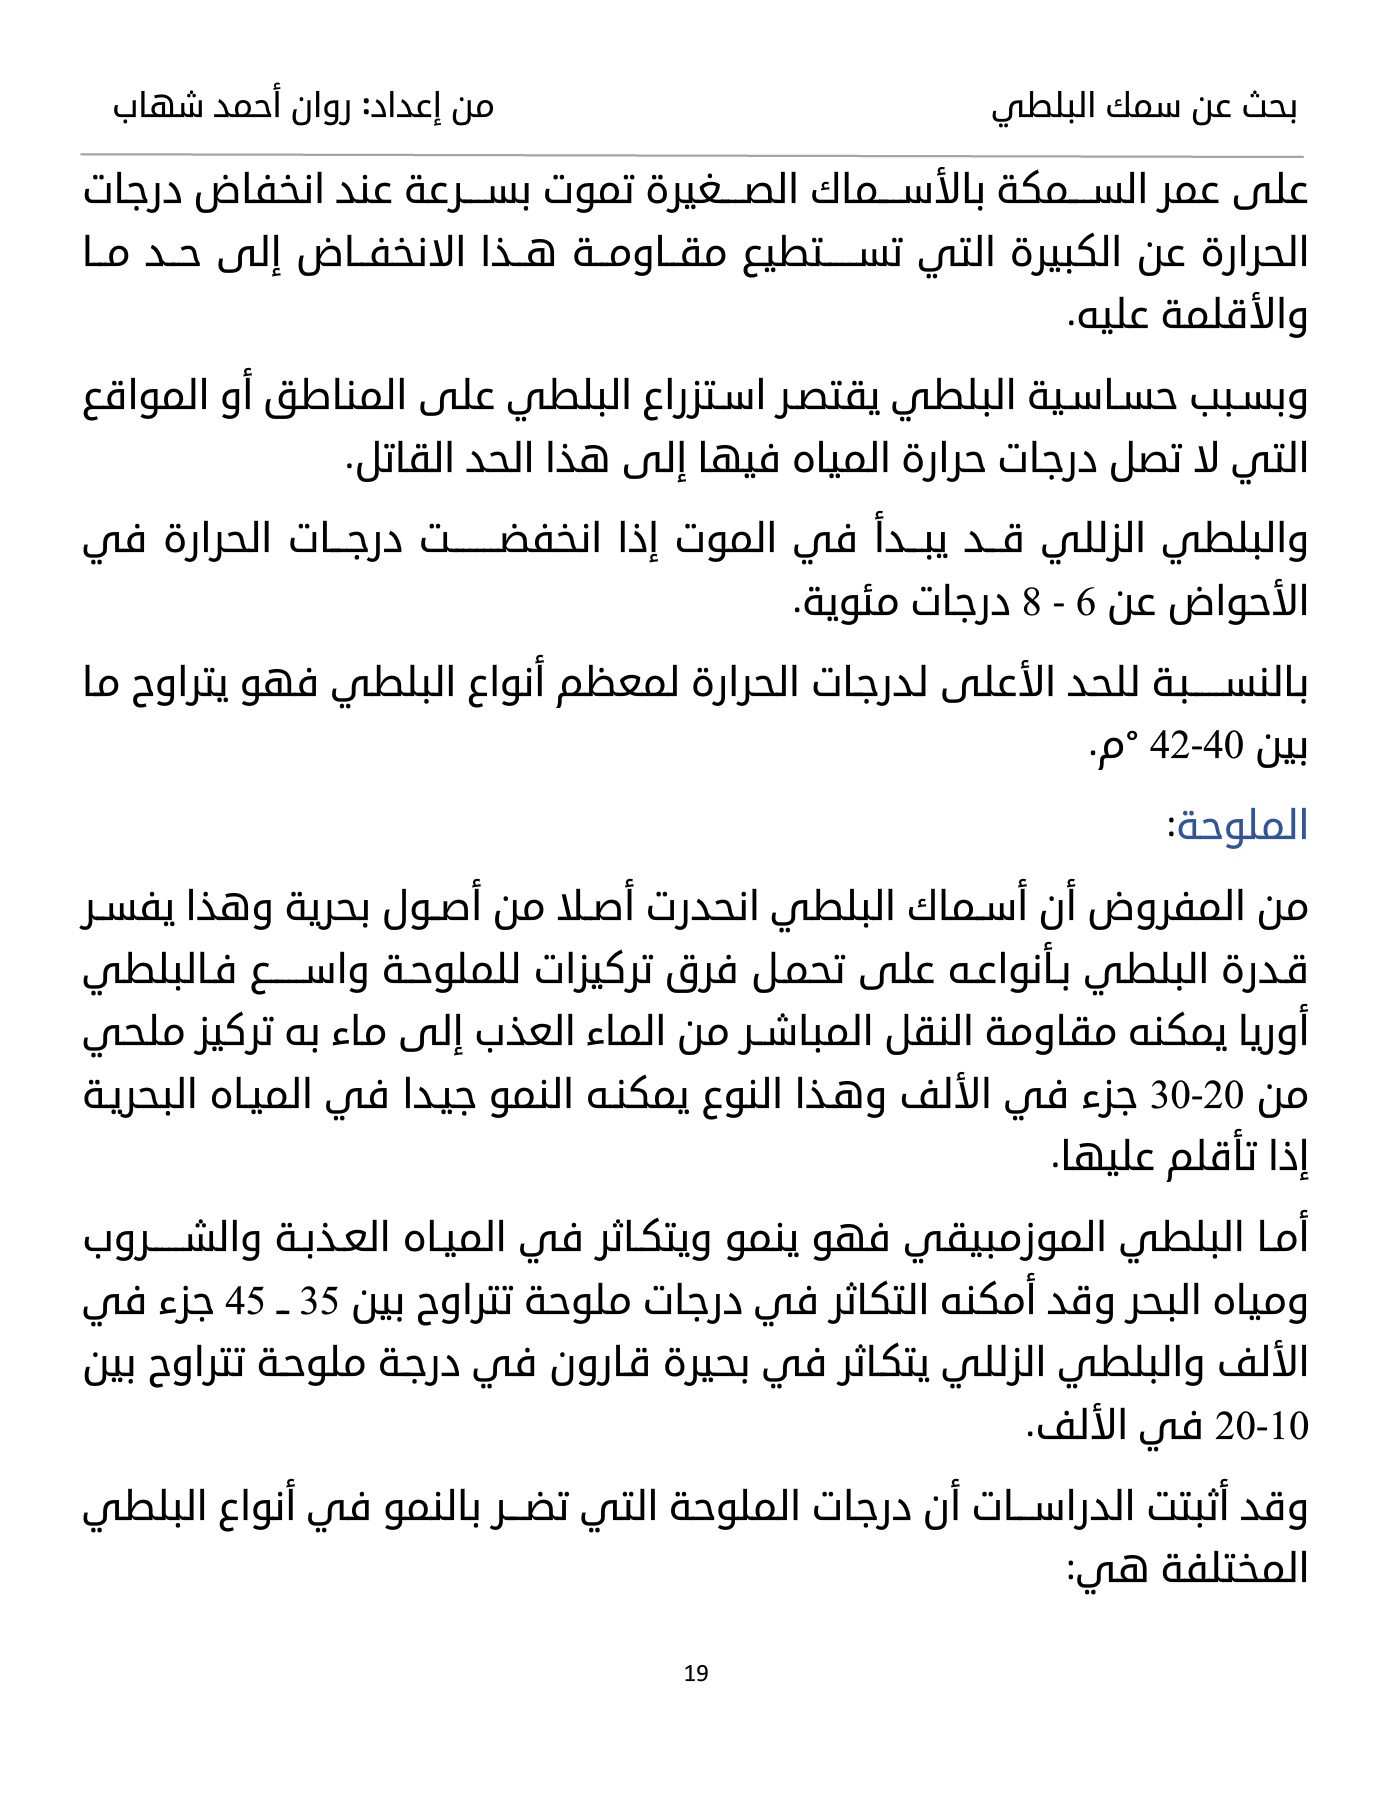 بحث عن سمك البلطي من إعداد: روان أحمد شهاب
على عمر السمكة بالأسماك الصغيرة تموت بسرعة عند انخفاض درجات
الحرارة عن الكبيرة التي تستطيع مقاومة هذا الانخفاض إلى حد ما
والأقلمة عليه.
وبسبب حساسية البلطي يقتصر استزراع البلطي على المناطق أو المواقع
التي لا تصل درجات حرارة المياه فيها إلى هذا الحد القاتل.
والبلطي الزللي قد يبدأ في الموت إذا انخفضت درجات الحرارة في
الأحواض عن 6 - 8 درجات مئوية.
بالنسبة للحد الأعلى لدرجات الحرارة لمعظم أنواع البلطي فهو يتراوح ما
بين 40-42 °م.
الملوحة:
من المفروض أن أسماك البلطي انحدرت أصلا من أصول بحرية وهذا يفسر
قدرة البلطي بأنواعه على تحمل فرق تركيزات للملوحة واسع فالبلطي
أوريا يمكنه مقاومة النقل المباشر من الماء العذب إلى ماء به تركيز ملحي
من 20-30 جزء في الألف وهذا النوع يمكنه النمو جيدا في المياه البحرية
إذا تأقلم عليها.
أما البلطي الموزمبيقي فهو ينمو ويتكاثر في المياه العذبة والشروب
ومياه البحر وقد أمكنه التكاثر في درجات ملوحة تتراوح بين 35 ـ 45 جزء في
الألف والبلطي الزللي يتكاثر في بحيرة قارون في درجة ملوحة تتراوح بين
10-20 في الألف.
وقد أثبتت الدراسات أن درجات الملوحة التي تضر بالنمو في أنواع البلطي
المختلفة هي:
19